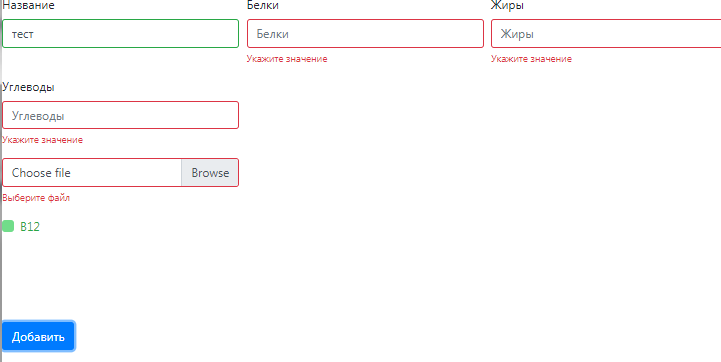 Название Белки Жиры
тест Белки Жиры
Укажите значение Укажите значение
Углеводы
Углеводы
Укажите значение
Choose file Browse
Выберите файл
B12
Добавить